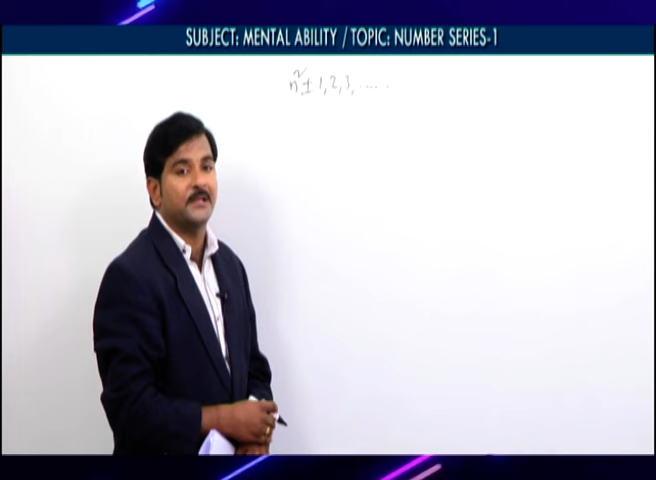 SUBJECT: MENTAL ABILITY / TOPIC: NUMBER SERIES-1
n² ± 1, 2, 3, .....